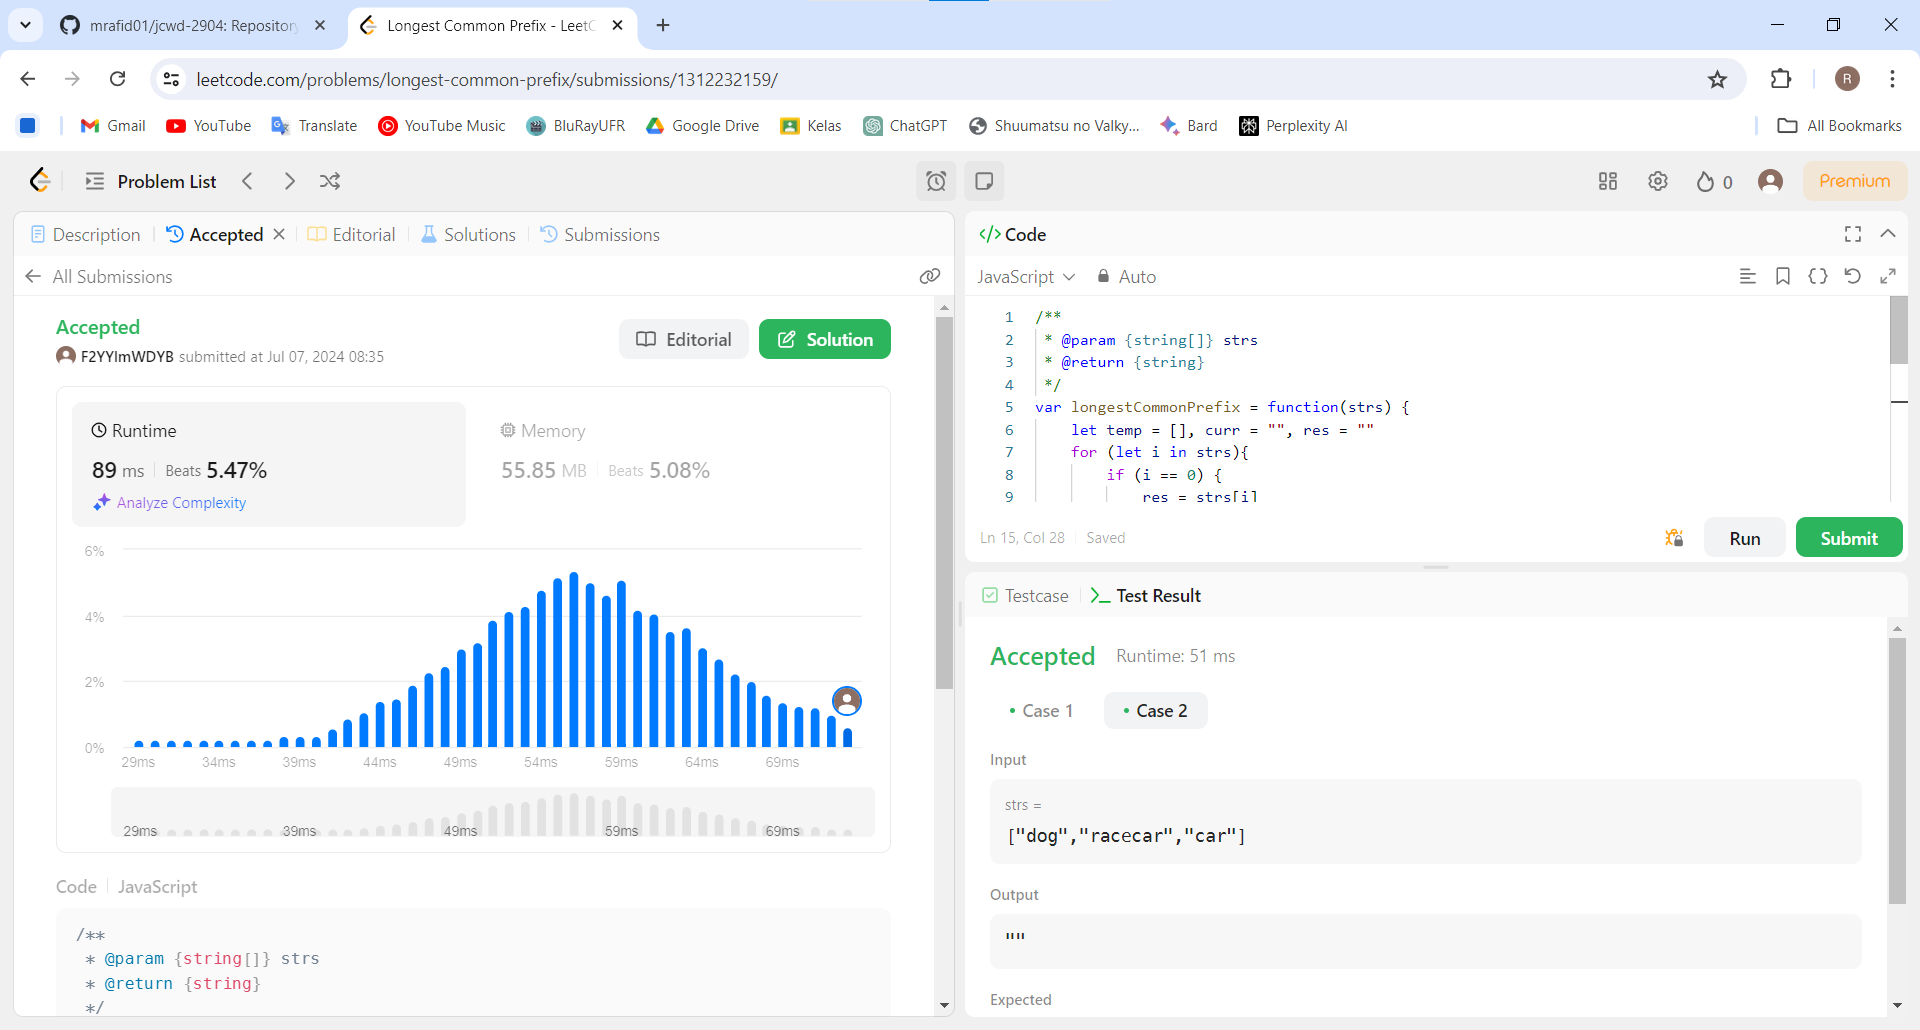 mrafid01/jcwd-2904: Repository
Longest Common Prefix - LeetC
leetcode.com/problems/longest-common-prefix/submissions/1312232159/
R
Gmail
YouTube
Translate
YouTube Music
BluRayUFR
Google Drive
Kelas
ChatGPT
Shuumatsu no Valky...
Bard
Perplexity AI
All Bookmarks
Problem List
0
Premium
Description
Accepted
Editorial
Solutions
Submissions
All Submissions
Accepted
Editorial
Solution
F2YYImWDYB submitted at Jul 07, 2024 08:35
Runtime
89 ms
Beats 5.47%
Analyze Complexity
Memory
55.85 MB
Beats 5.08%
6%
4%
2%
0%
29ms 34ms 39ms 44ms 49ms 54ms 59ms 64ms 69ms
29ms 39ms 49ms 59ms 69ms
Code
JavaScript
/**
* @param {string[]} strs
* @return {string}
*/
Code
JavaScript
Auto
1 /**
2 * @param {string[]} strs
3 * @return {string}
4 */
5 var longestCommonPrefix = function(strs) {
6 let temp = [], curr = "", res = ""
7 for (let i in strs){
8 if (i == 0) {
9 res = strs[i]
Ln 15, Col 28
Saved
Run
Submit
Testcase
Test Result
Accepted
Runtime: 51 ms
Case 1
Case 2
Input
strs =
["dog","racecar","car"]
Output
""
Expected